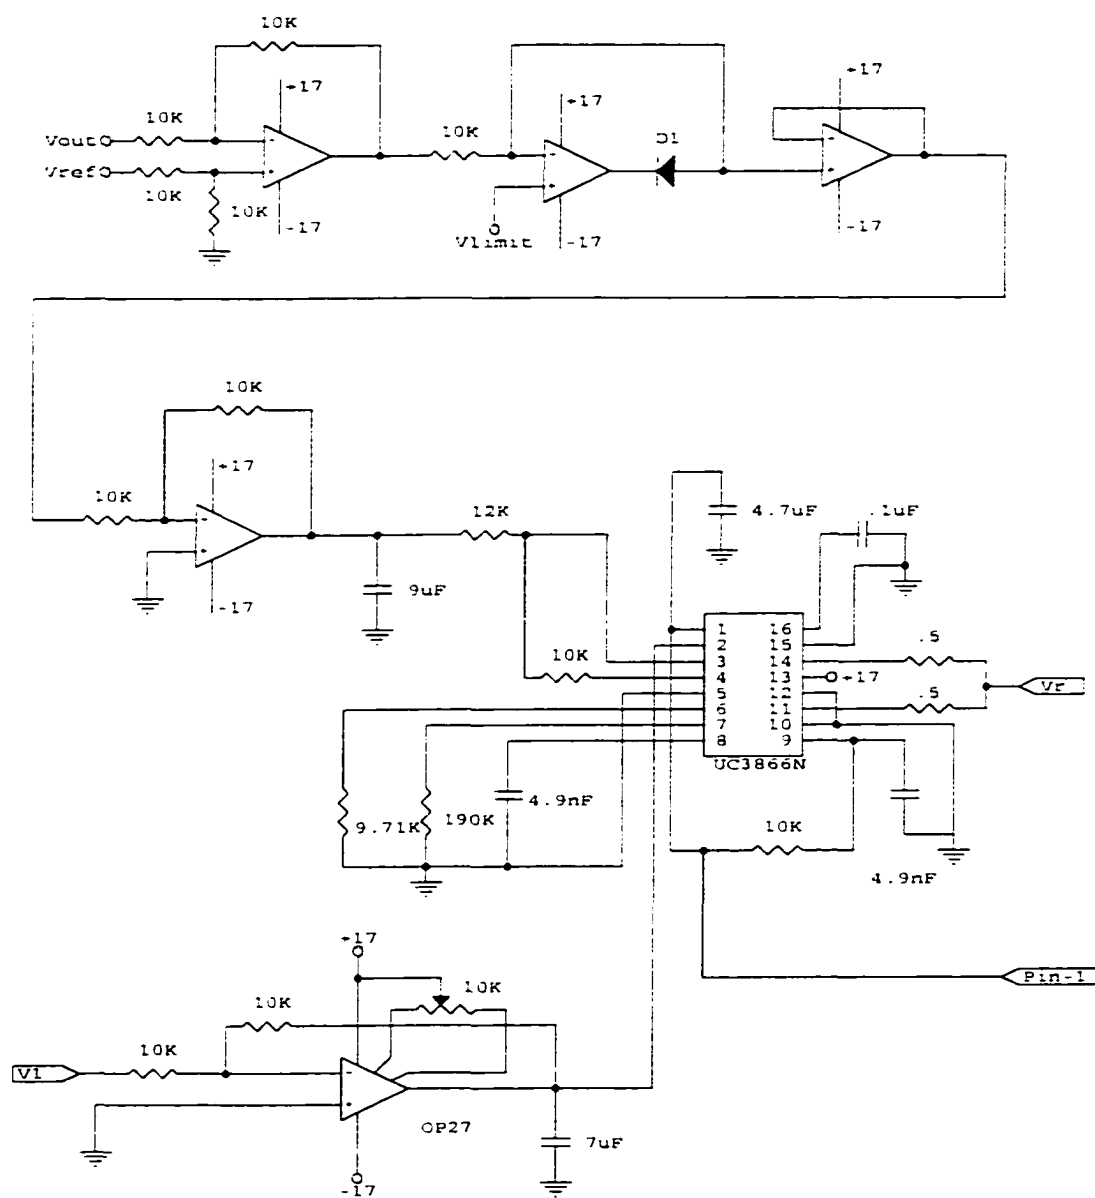 10K
+17
10K
Vout
Vref
10K
10K
-17
10K
+17
D1
Vlimit
-17
+17
-17
10K
+17
10K
-17
9uF
12K
4.7uF
.1uF
10K
1 16
2 15
3 14
4 13
5 12
6 11
7 10
8 9
UC3866N
.5
+17
.5
Vr
9.71K
190K
4.9nF
10K
4.9nF
Pin-1
+17
10K
10K
10K
V1
OP27
-17
7uF